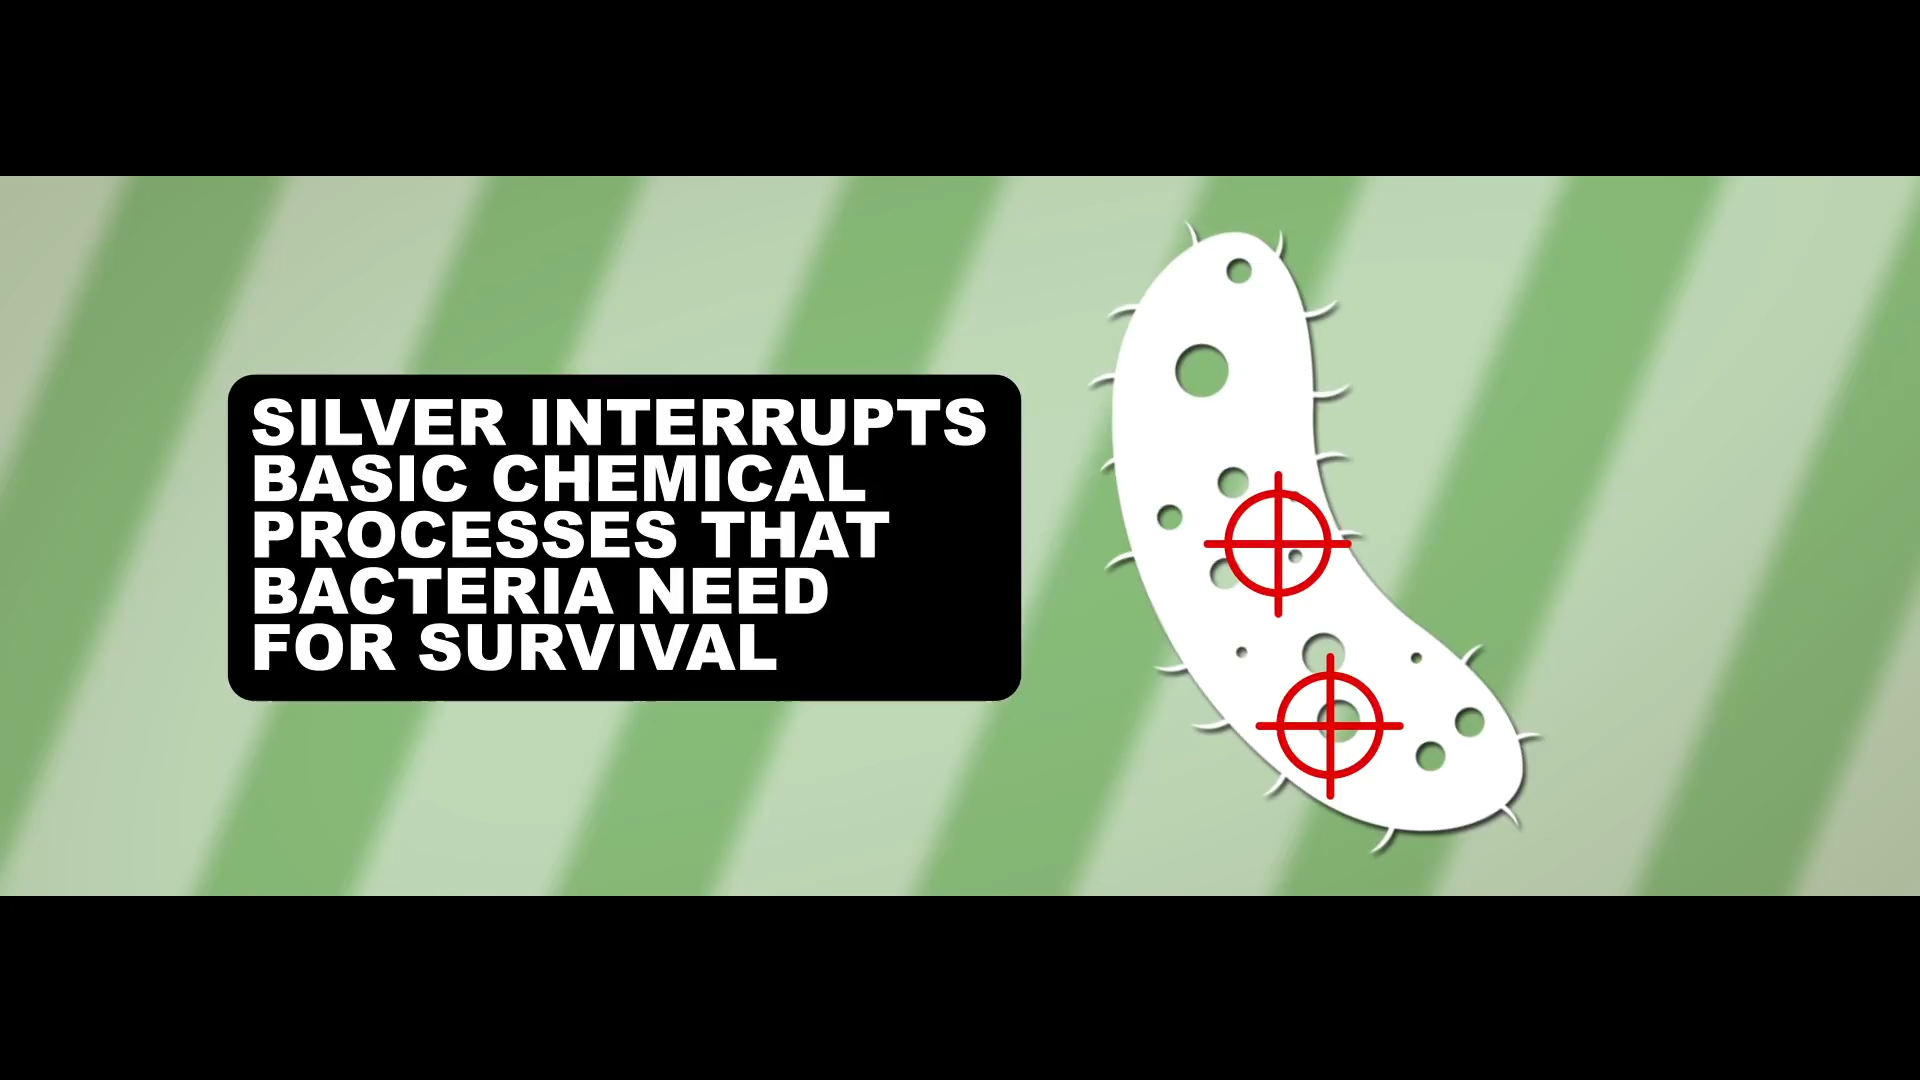 SILVER INTERRUPTS
BASIC CHEMICAL
PROCESSES THAT
BACTERIA NEED
FOR SURVIVAL